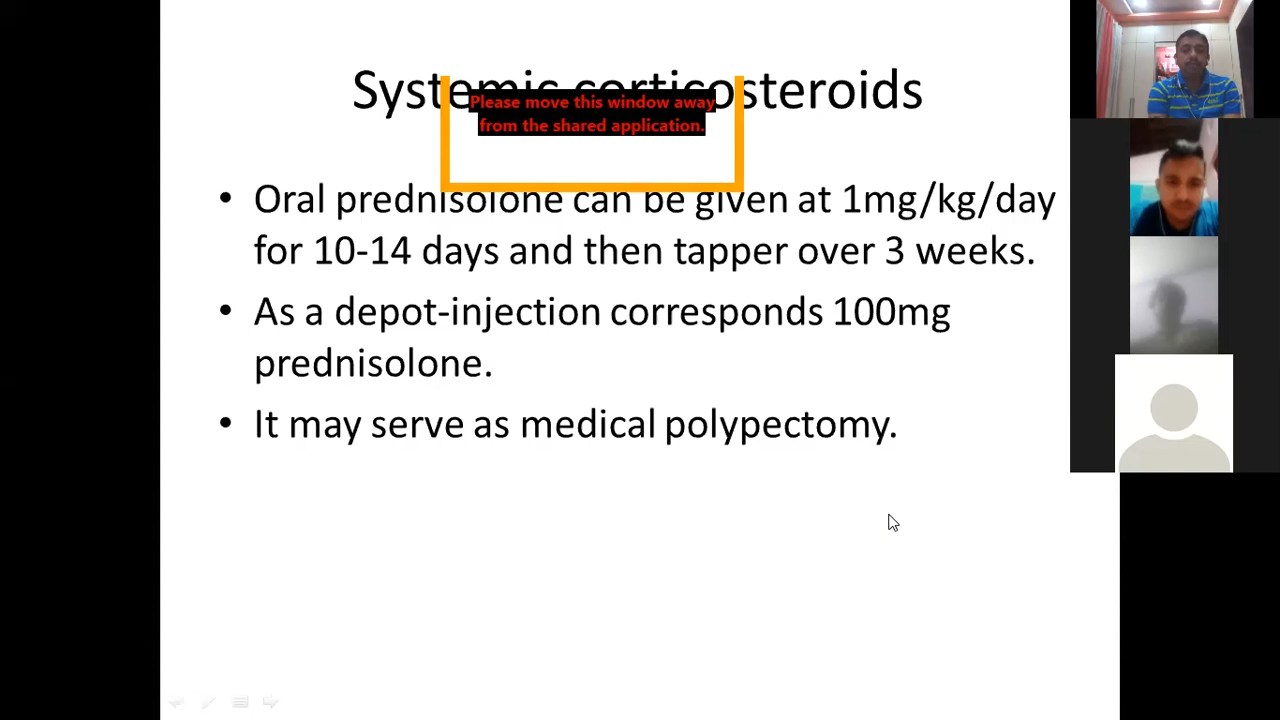 Systemic corticosteroids
Please move this window away
from the shared application.
• Oral prednisolone can be given at 1mg/kg/day
for 10-14 days and then tapper over 3 weeks.
• As a depot-injection corresponds 100mg
prednisolone.
• It may serve as medical polypectomy.